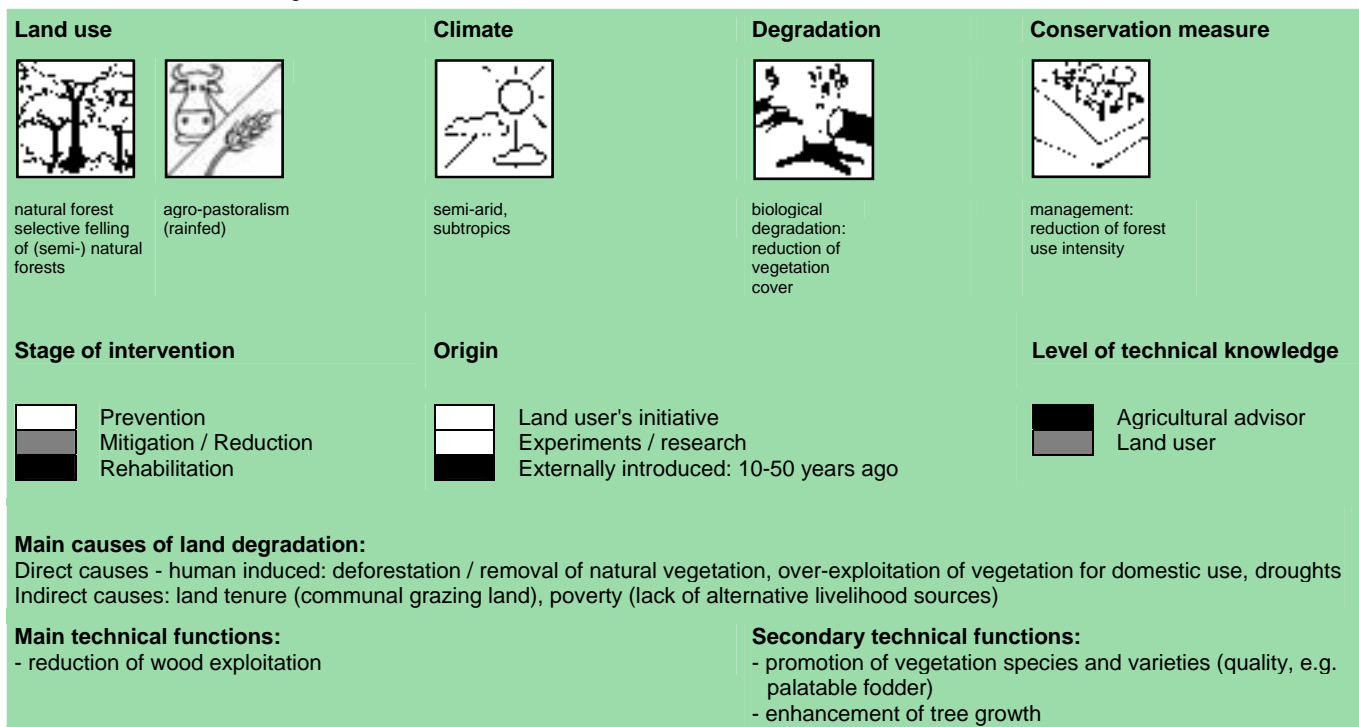 Land use
Climate
Degradation
Conservation measure
natural forest
selective felling
of (semi-) natural
forests
agro-pastoralism
(rainfed)
semi-arid,
subtropics
biological
degradation:
reduction of
vegetation
cover
management:
reduction of forest
use intensity
Stage of intervention
Origin
Level of technical knowledge
Prevention
Mitigation / Reduction
Rehabilitation
Land user's initiative
Experiments / research
Externally introduced: 10-50 years ago
Agricultural advisor
Land user
Main causes of land degradation:
Direct causes - human induced: deforestation / removal of natural vegetation, over-exploitation of vegetation for domestic use, droughts
Indirect causes: land tenure (communal grazing land), poverty (lack of alternative livelihood sources)
Main technical functions:
- reduction of wood exploitation
Secondary technical functions:
- promotion of vegetation species and varieties (quality, e.g.
palatable fodder)
- enhancement of tree growth